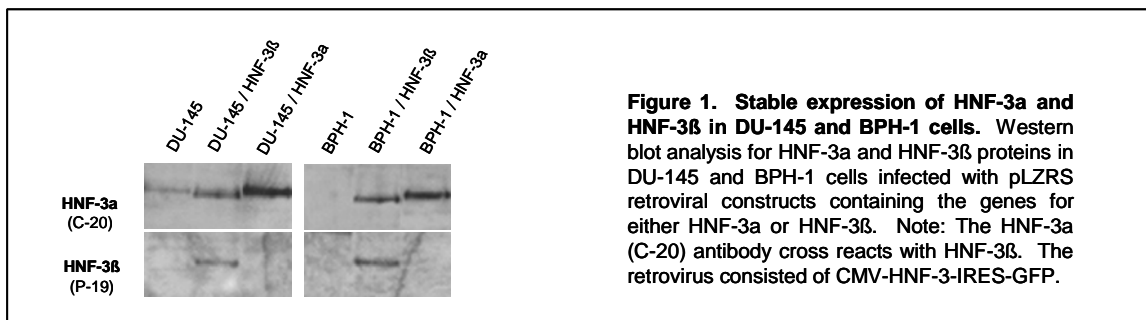 DU-145
DU-145 / HNF-3ß
DU-145 / HNF-3a
BPH-1
BPH-1 / HNF-3ß
BPH-1 / HNF-3a
HNF-3a
(C-20)
HNF-3ß
(P-19)
Figure 1. Stable expression of HNF-3a and
HNF-3ß in DU-145 and BPH-1 cells. Western
blot analysis for HNF-3a and HNF-3ß proteins in
DU-145 and BPH-1 cells infected with pLZRS
retroviral constructs containing the genes for
either HNF-3a or HNF-3ß. Note: The HNF-3a
(C-20) antibody cross reacts with HNF-3ß. The
retrovirus consisted of CMV-HNF-3-IRES-GFP.